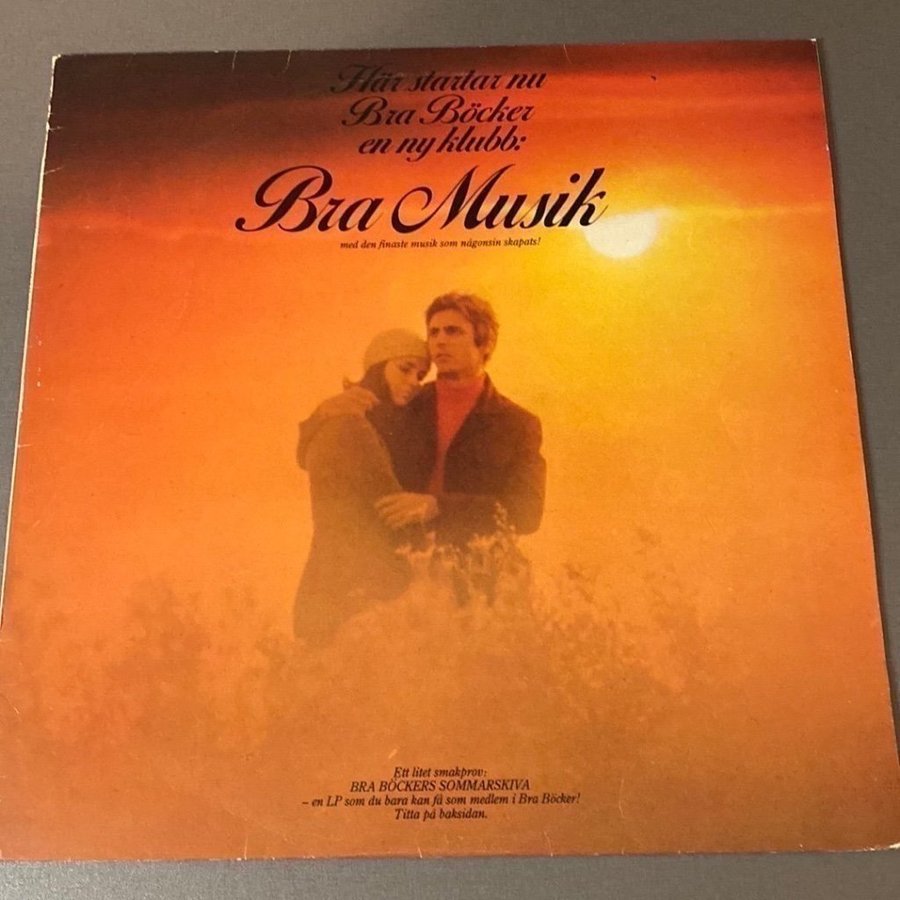 Här startar nu
Bra Böcker
en ny klubb:
Bra Musik
med den finaste musik som någonsin skapats!
Ett litet smakprov:
BRA BÖCKERS SOMMARSKIVA
– en LP som du bara kan få som medlem i Bra Böcker!
Titta på baksidan.